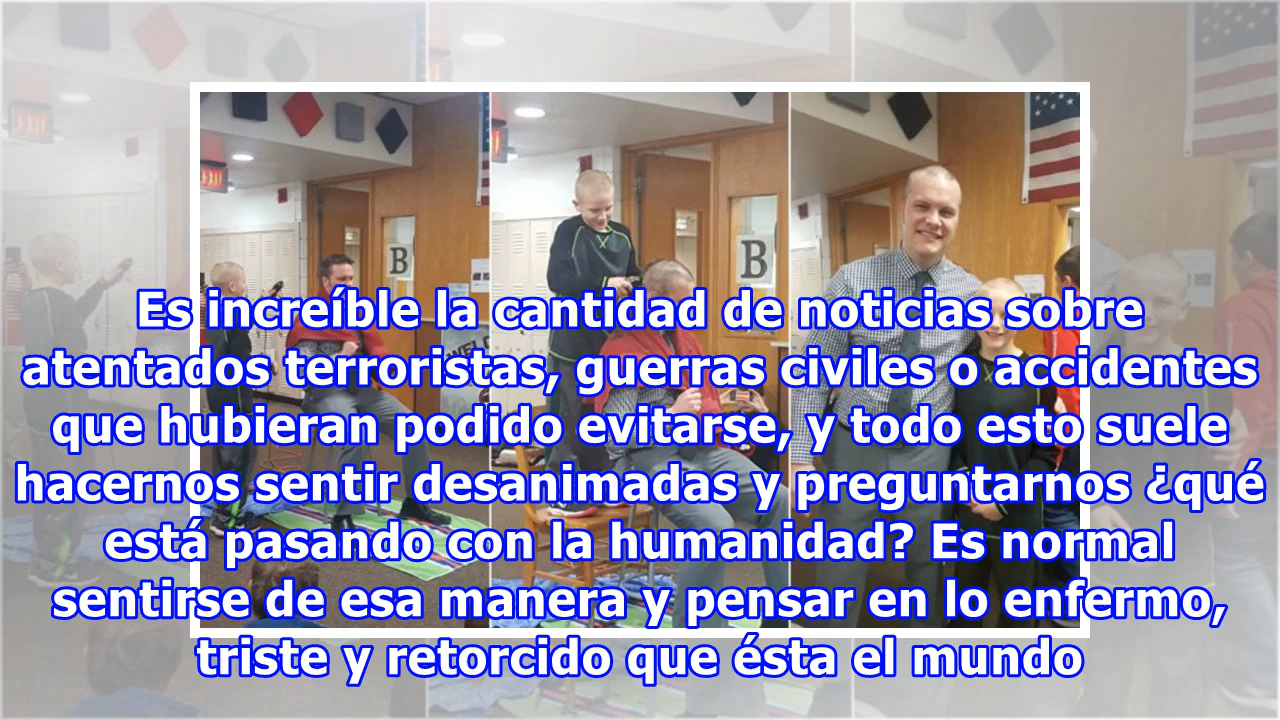 B
B
WELC
Es increíble la cantidad de noticias sobre
atentados terroristas, guerras civiles o accidentes
que hubieran podido evitarse, y todo esto suele
hacernos sentir desanimadas y preguntarnos ¿qué
está pasando con la humanidad? Es normal
sentirse de esa manera y pensar en lo enfermo,
triste y retorcido que ésta el mundo